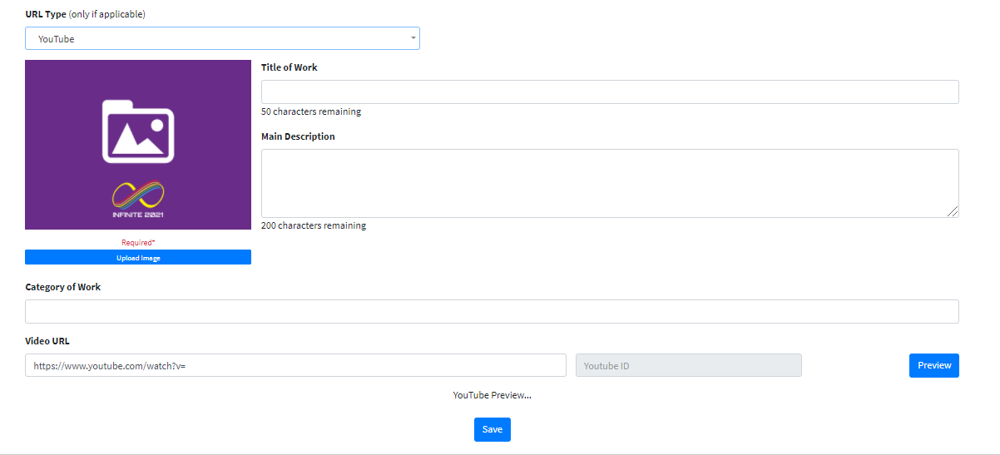 URL Type (only if applicable)
YouTube
Title of Work
50 characters remaining
Main Description
200 characters remaining
INFINITE 2021
Required*
Upload Image
Category of Work
Video URL
https://www.youtube.com/watch?v=
Youtube ID
Preview
YouTube Preview...
Save